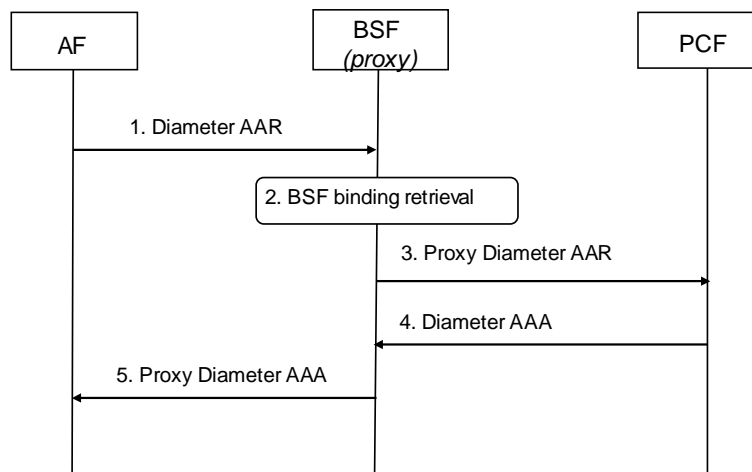 AF
BSF
(proxy)
PCF
1. Diameter AAR
2. BSF binding retrieval
3. Proxy Diameter AAR
4. Diameter AAA
5. Proxy Diameter AAA